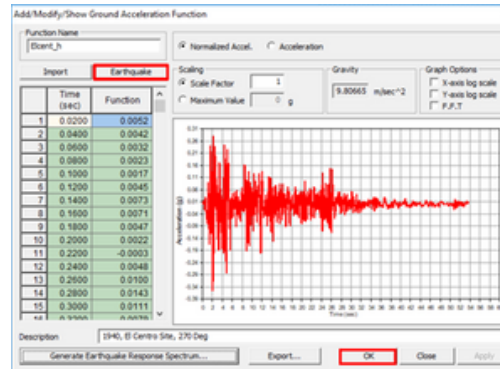 Add/Modify/Show Ground Acceleration Function
Function Name
Elcent_h
Normalized Accel. Acceleration
Import Earthquake
Scaling
Scale Factor 1
Maximum Value 0 g
Gravity
9.80665 m/sec^2
Graph Options
X-axis log scale
Y-axis log scale
F.F.T
Time (sec) Function
1 0.0200 0.0052
2 0.0400 0.0042
3 0.0600 0.0032
4 0.0800 0.0023
5 0.1000 0.0017
6 0.1200 0.0045
7 0.1400 0.0073
8 0.1600 0.0071
9 0.1800 0.0047
10 0.2000 0.0022
11 0.2200 -0.0003
12 0.2400 0.0048
13 0.2600 0.0100
14 0.2800 0.0143
15 0.3000 0.0111
Acceleration (g)
Time (sec)
Description 1940, El Centro Site, 270 Deg
Generate Earthquake Response Spectrum... Export... OK Close Apply